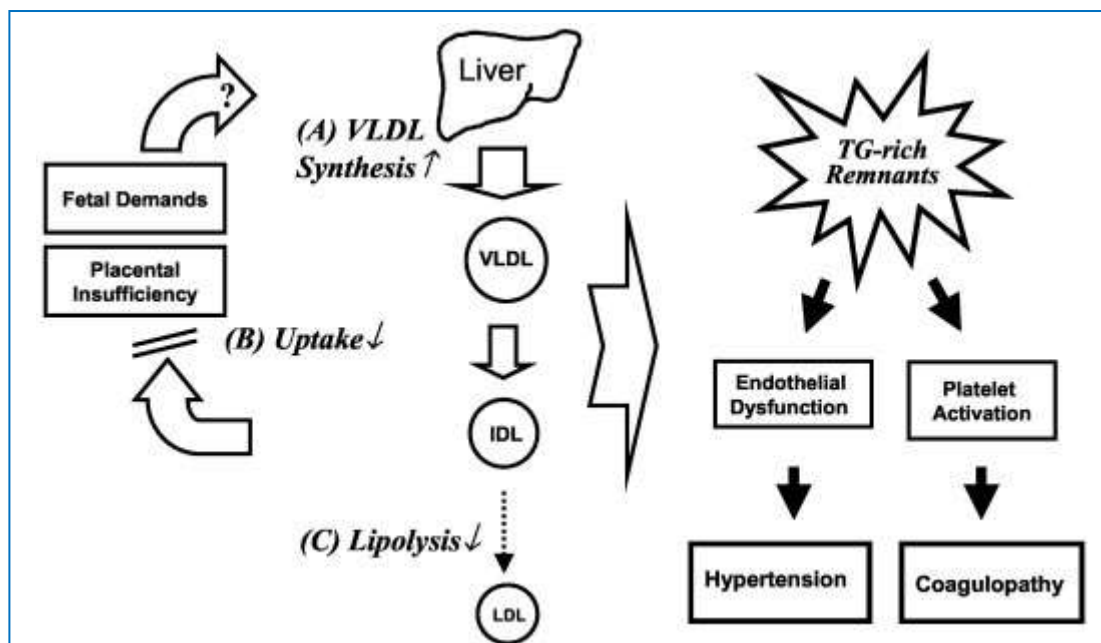 Liver
?
(A) VLDL
Synthesis ↑
TG-rich
Remnants
Fetal Demands
Placental
Insufficiency
VLDL
(B) Uptake ↓
Endothelial
Dysfunction
Platelet
Activation
IDL
(C) Lipolysis ↓
Hypertension
Coagulopathy
LDL